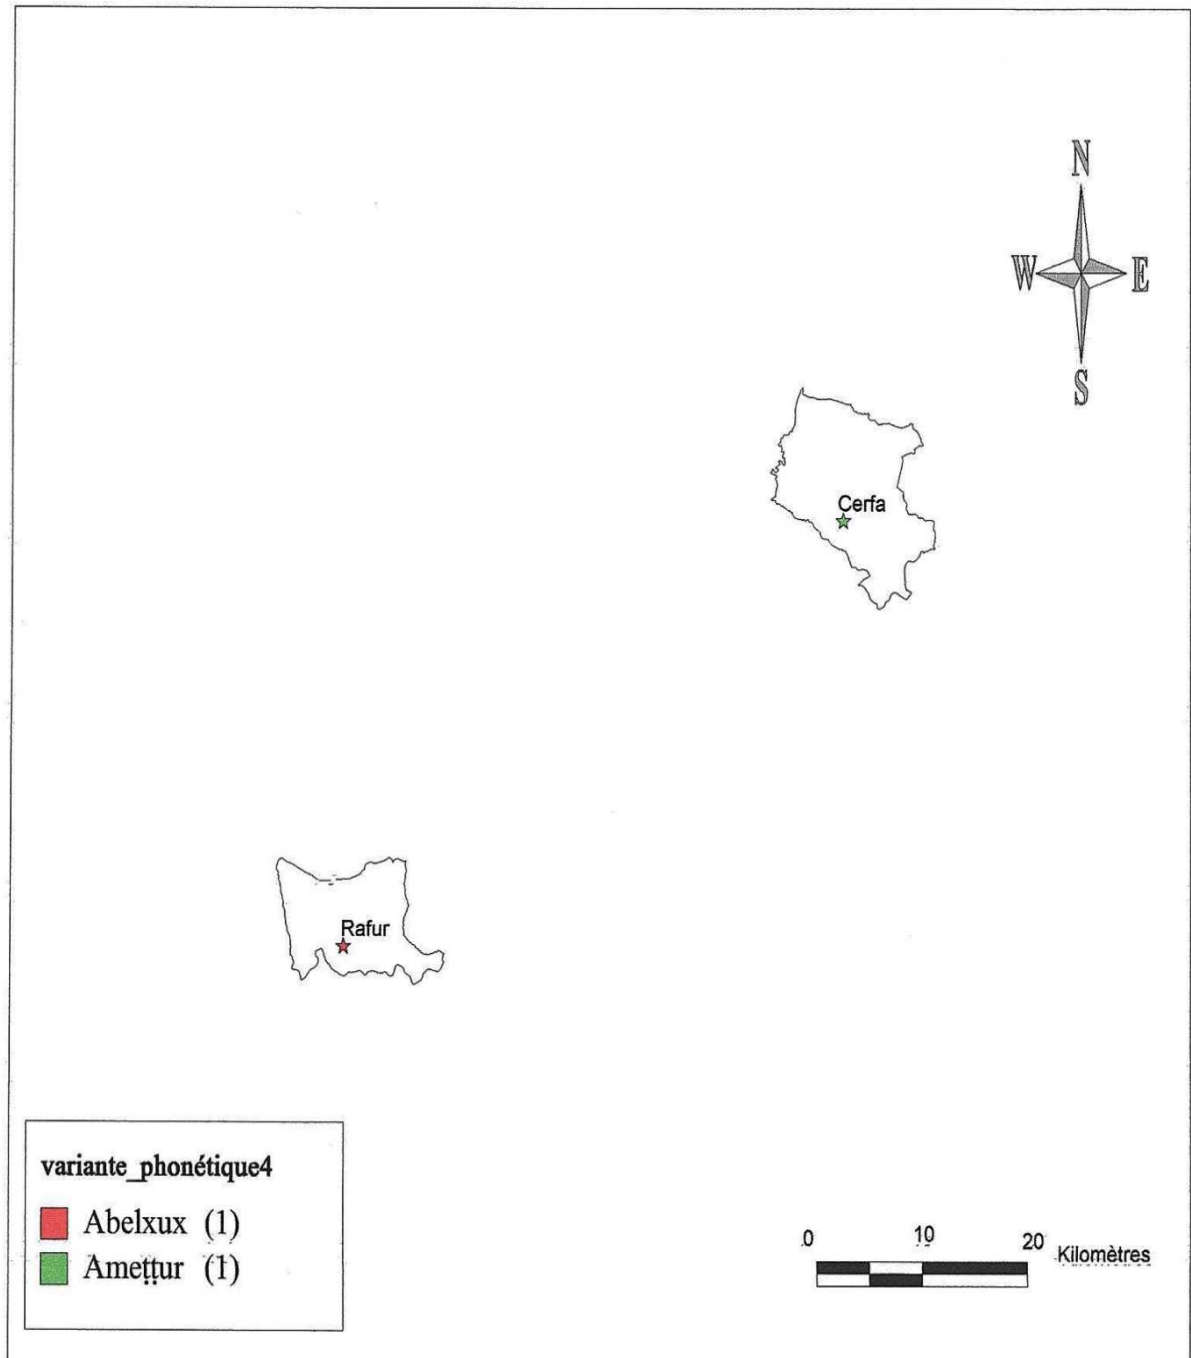 N
W E
S
Cerfa
Rafur
variante_phonétique4
Abelxux (1)
Ameṭṭur (1)
0 10 20 Kilomètres